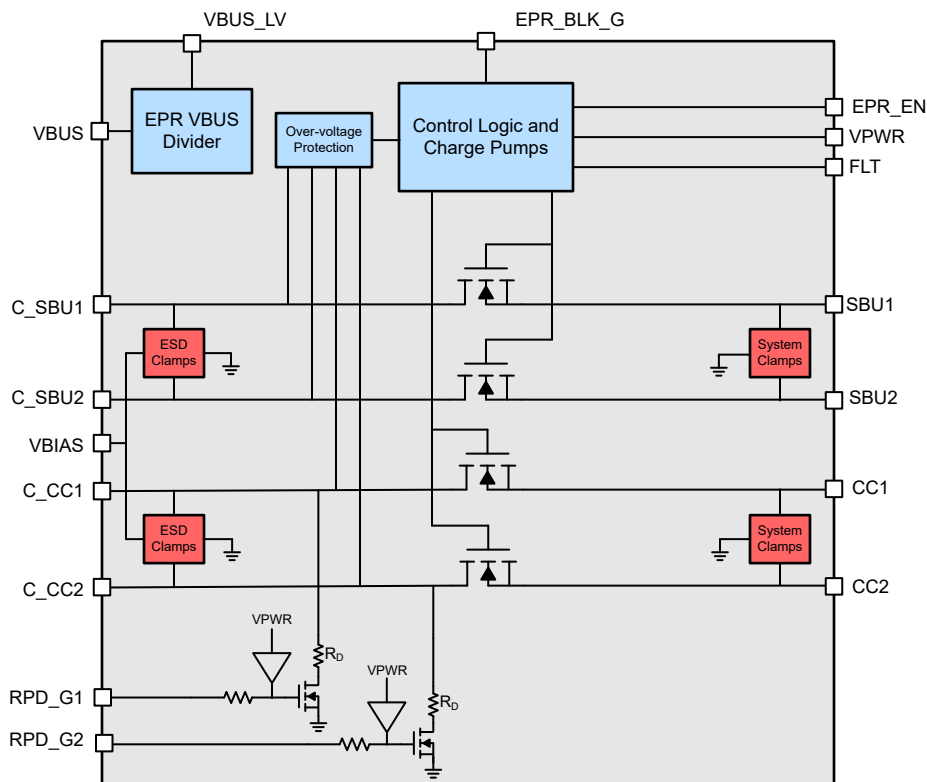 VBUS_LV
EPR_BLK_G
VBUS
EPR VBUS
Divider
Over-voltage
Protection
Control Logic and
Charge Pumps
EPR_EN
VPWR
FLT
C_SBU1
SBU1
ESD
Clamps
System
Clamps
C_SBU2
SBU2
VBIAS
C_CC1
CC1
ESD
Clamps
System
Clamps
C_CC2
CC2
VPWR
RD
VPWR
RD
RPD_G1
RPD_G2